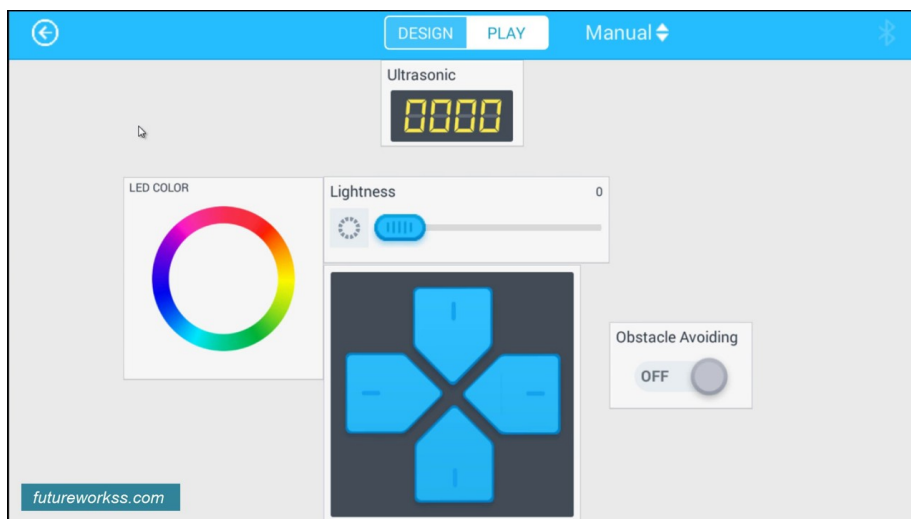 DESIGN PLAY Manual
Ultrasonic
0000
LED COLOR
Lightness 0
Obstacle Avoiding
OFF
futureworkss.com